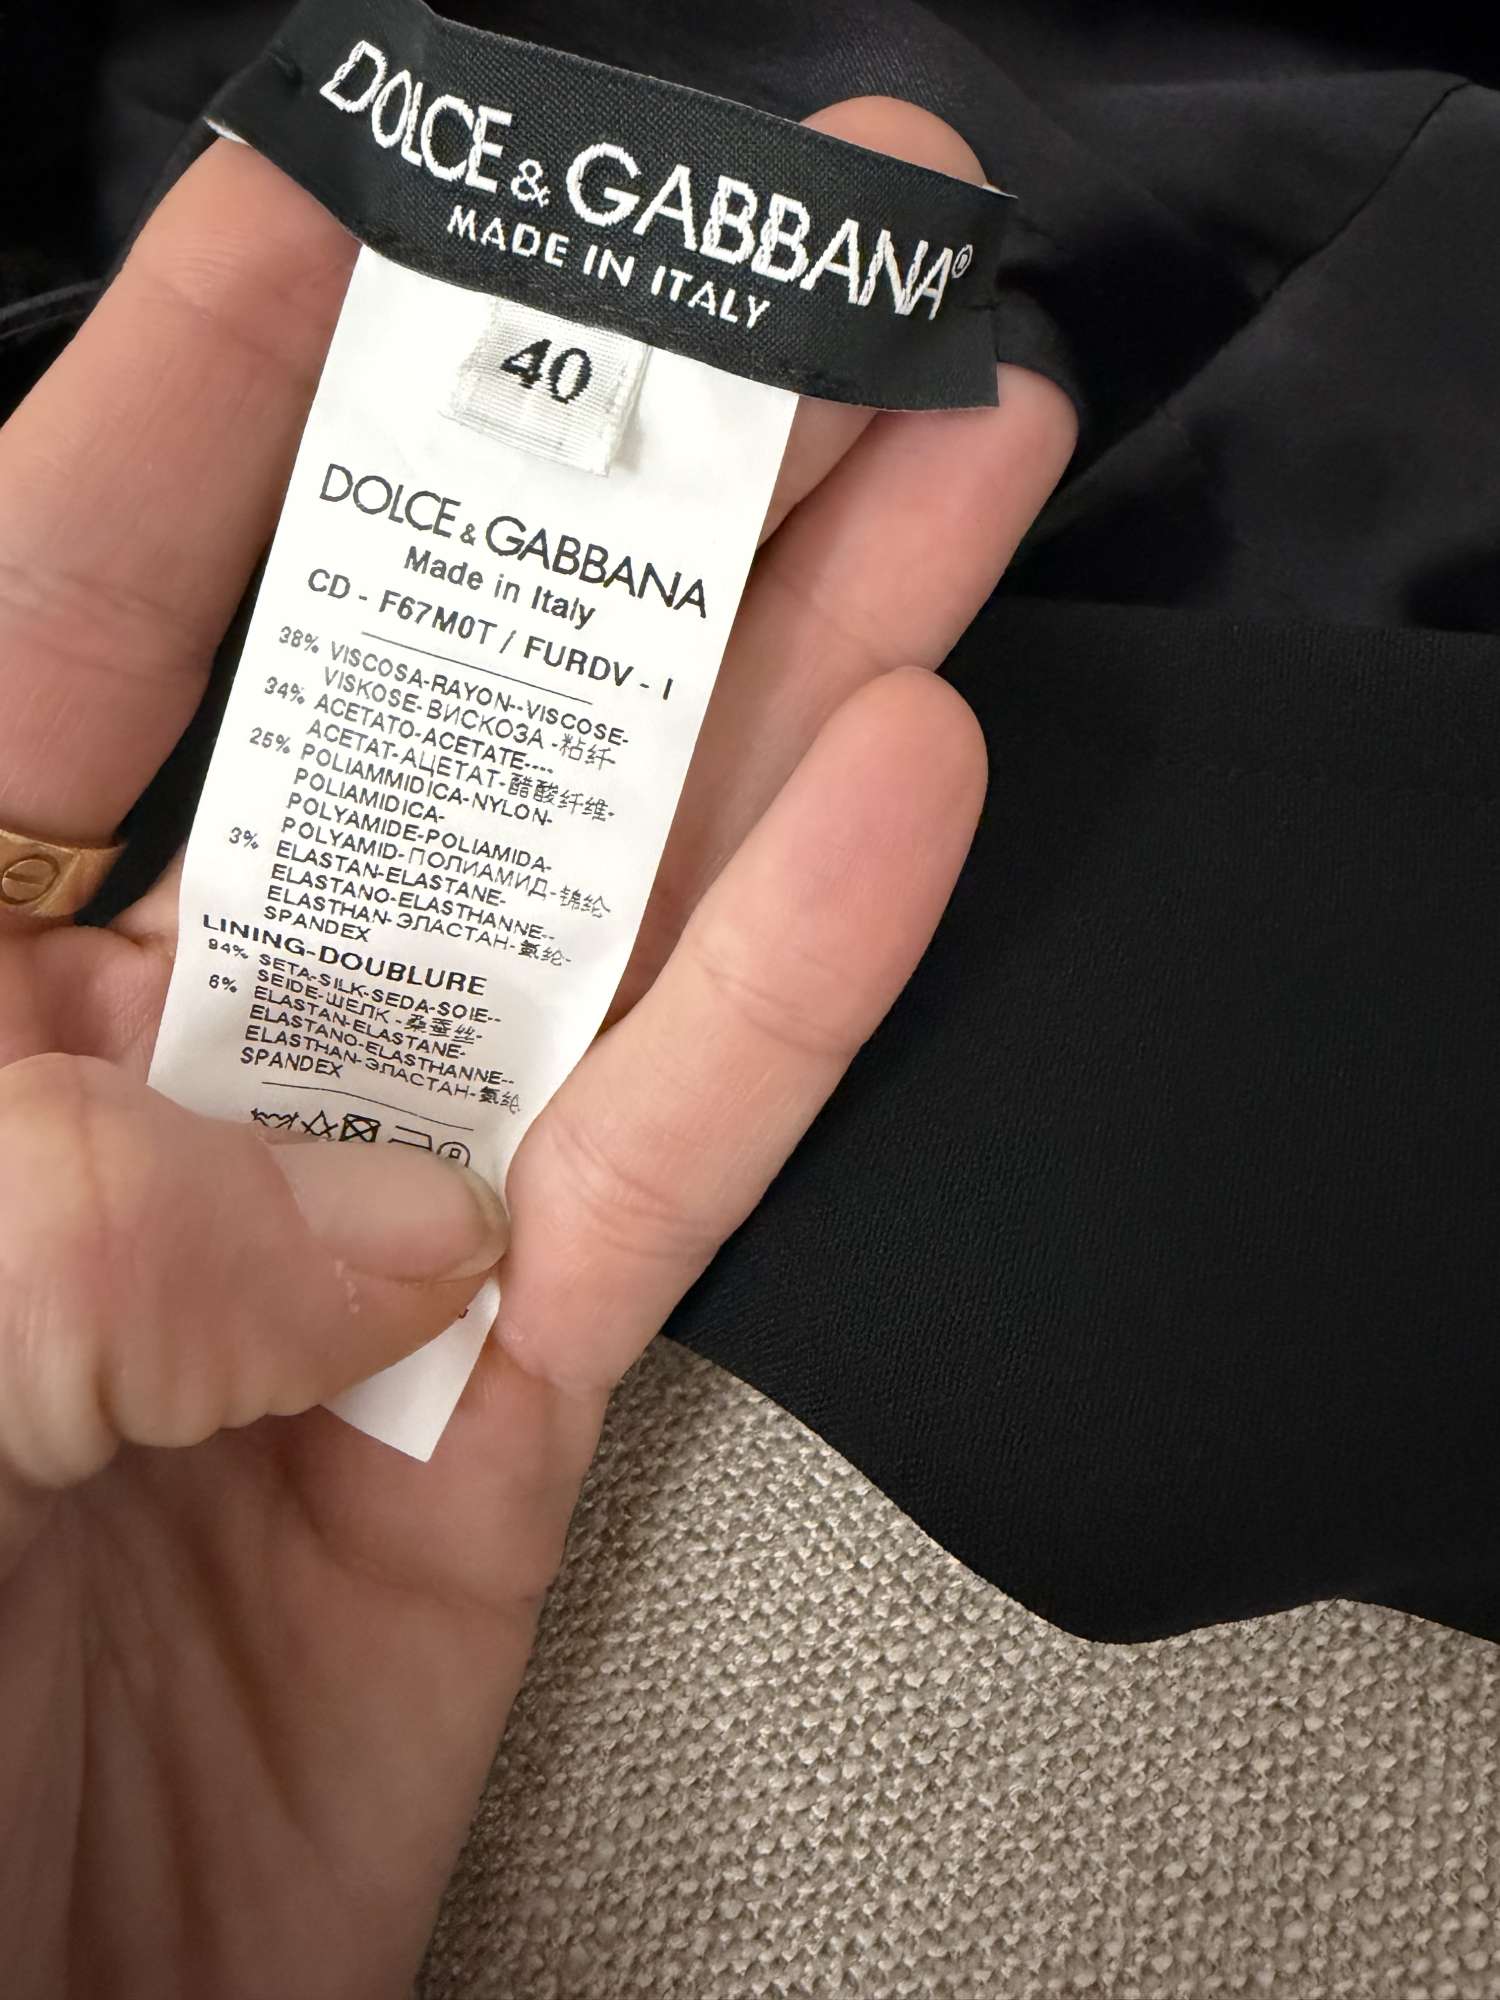 DOLCE & GABBANA®
MADE IN ITALY
40
DOLCE & GABBANA
Made in Italy
CD - F67M0T / FURDV - I
38% VISCOSA-RAYON--VISCOSE-
VISKOSE-ВИСКОЗА -粘纤-
34% ACETATO-ACETATE----
ACETAT-АЦЕТАТ-醋酸纤维-
25% POLIAMMIDICA-NYLON-
POLIAMIDICA-
POLYAMIDE-POLIAMIDA-
POLYAMID-ПОЛИАМИД-锦纶-
3% ELASTAN-ELASTANE-
ELASTANO-ELASTHANNE--
ELASTHAN-ЭЛАСТАН-氨纶-
SPANDEX
LINING-DOUBLURE
94% SETA-SILK-SEDA-SOIE--
SEIDE-ШЕЛК -桑蚕丝-
6% ELASTAN-ELASTANE-
ELASTANO-ELASTHANNE--
ELASTHAN-ЭЛАСТАН-氨纶-
SPANDEX